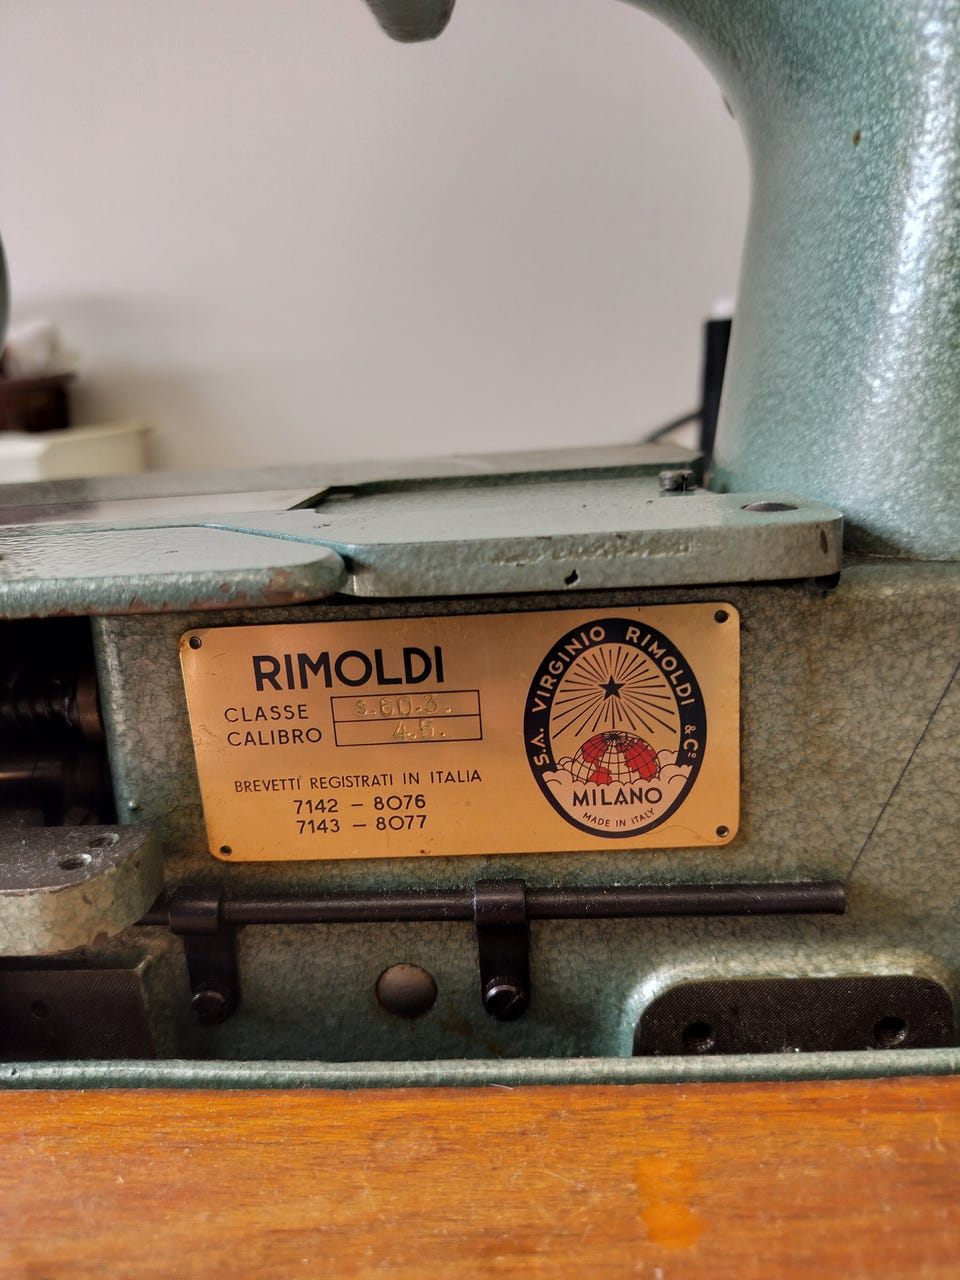 RIMOLDI
CLASSE S.60.3.
CALIBRO 4.5.
BREVETTI REGISTRATI IN ITALIA
7142 – 8076
7143 – 8077
S.A. VIRGINIO RIMOLDI & Cº
MILANO
MADE IN ITALY